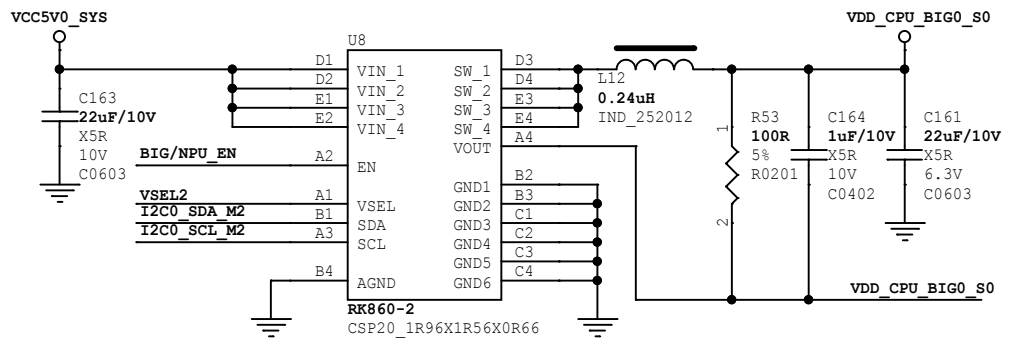 VCC5V0_SYS
VDD_CPU_BIG0_S0
U8
D1 VIN_1 SW_1 D3
D2 VIN_2 SW_2 D4
E1 VIN_3 SW_3 E3
E2 VIN_4 SW_4 E4
VOUT A4
L12
0.24uH
IND_252012
C163
22uF/10V
X5R
10V
C0603
R53
100R
5%
R0201
1
2
C164
1uF/10V
X5R
10V
C0402
C161
22uF/10V
X5R
6.3V
C0603
BIG/NPU_EN A2 EN
VSEL2 A1 VSEL
I2C0_SDA_M2 B1 SDA
I2C0_SCL_M2 A3 SCL
B4 AGND
GND1 B2
GND2 B3
GND3 C1
GND4 C2
GND5 C3
GND6 C4
VDD_CPU_BIG0_S0
RK860-2
CSP20_1R96X1R56X0R66